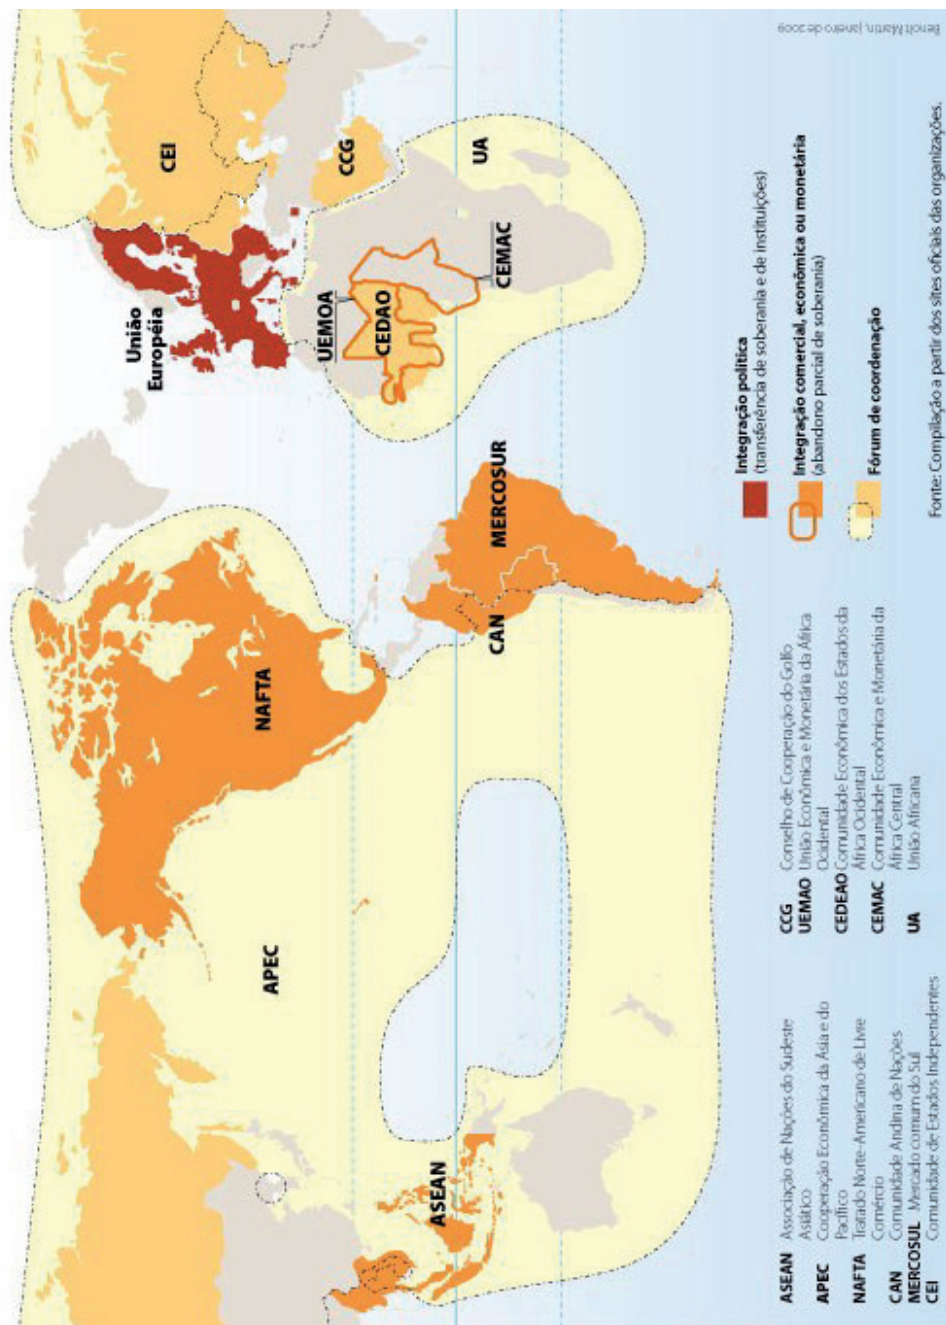 CEI
União
Européia
CCG
UEMOA
CEDAO
CEMAC
UA
NAFTA
APEC
ASEAN
CAN
MERCOSUR
ASEAN Associação de Nações do Sudeste
Asiático
APEC Cooperação Econômica da Ásia e do
Pacífico
NAFTA Tratado Norte-Americano de Livre
Comércio
CAN Comunidade Andina de Nações
MERCOSUL Mercado comum do Sul
CEI Comunidade de Estados Independentes
CCG Conselho de Cooperação do Golfo
UEMAO União Econômica e Monetária da África
Ocidental
CEDEAO Comunidade Econômica dos Estados da
África Ocidental
CEMAC Comunidade Econômica e Monetária da
África Central
UA União Africana
Integração política
(transferência de soberania e de instituições)
Integração comercial, econômica ou monetária
(abandono parcial de soberania)
Fórum de coordenação
Fonte: Compilação a partir dos sites oficiais das organizações.
Benoît Martin, janeiro de 2009